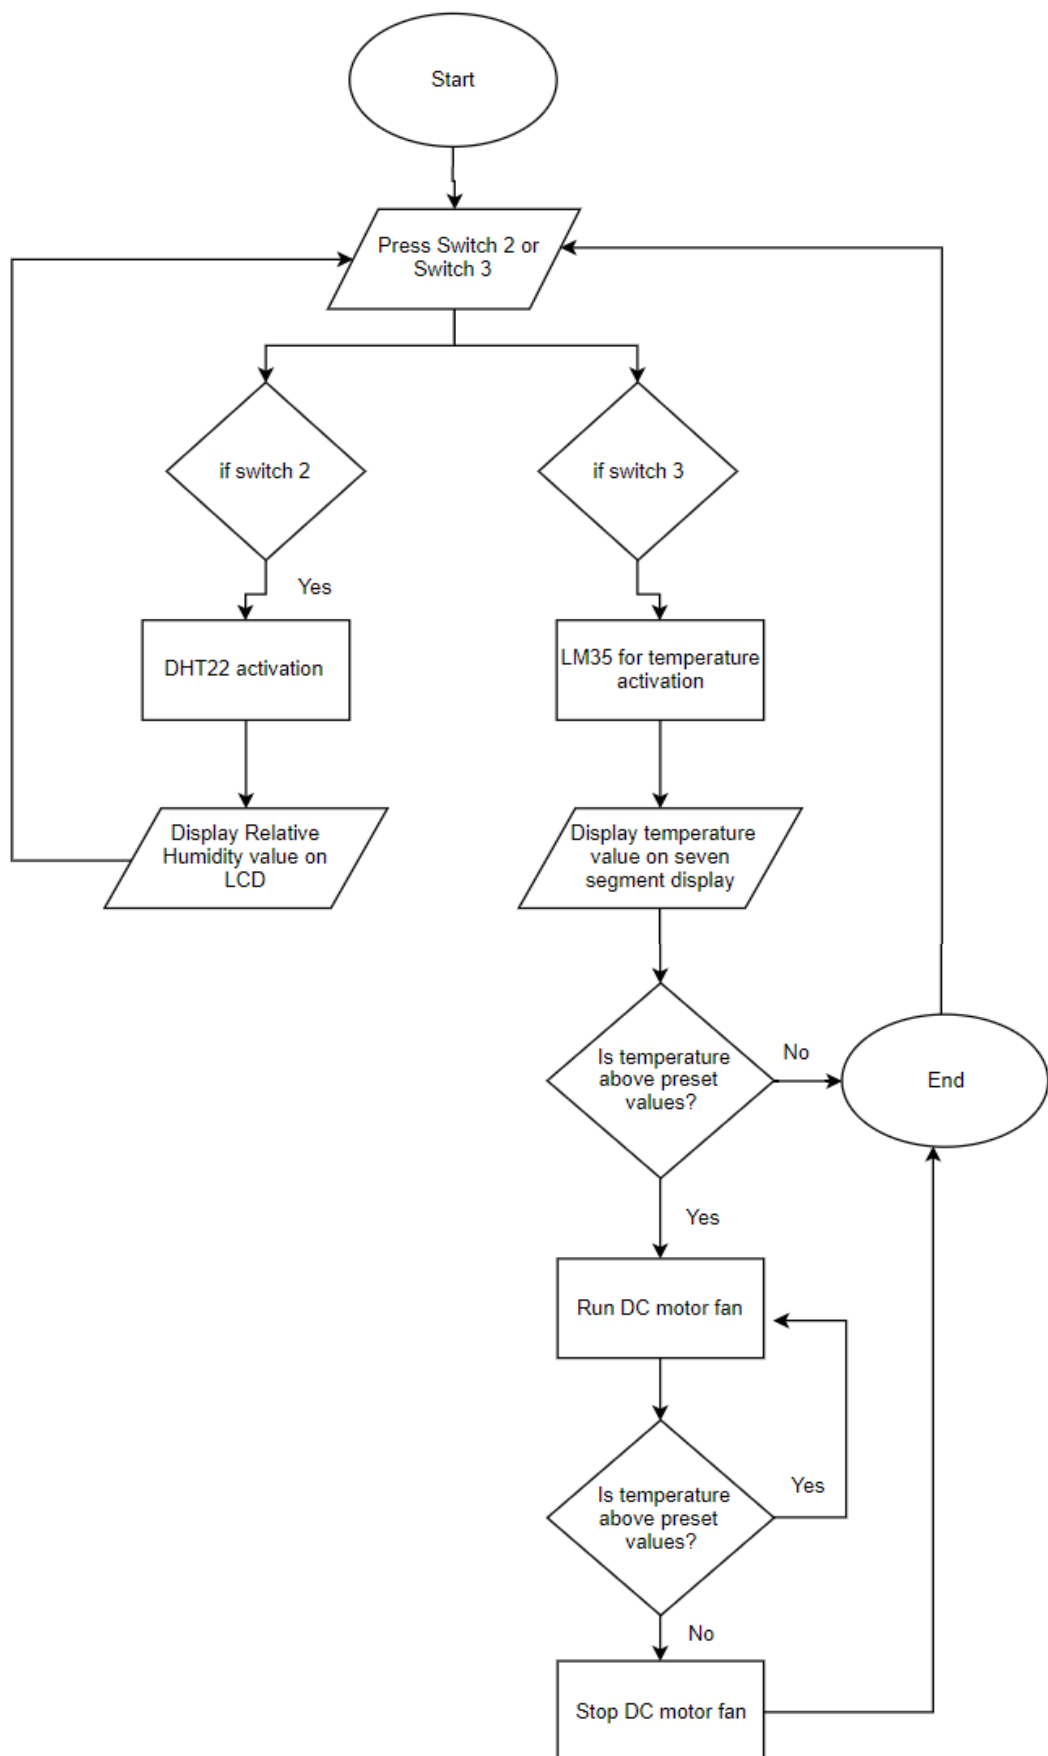 Start
Press Switch 2 or
Switch 3
if switch 2
if switch 3
Yes
DHT22 activation
LM35 for temperature
activation
Display Relative
Humidity value on
LCD
Display temperature
value on seven
segment display
Is temperature
above preset
values?
No
End
Yes
Run DC motor fan
Is temperature
above preset
values?
Yes
No
Stop DC motor fan